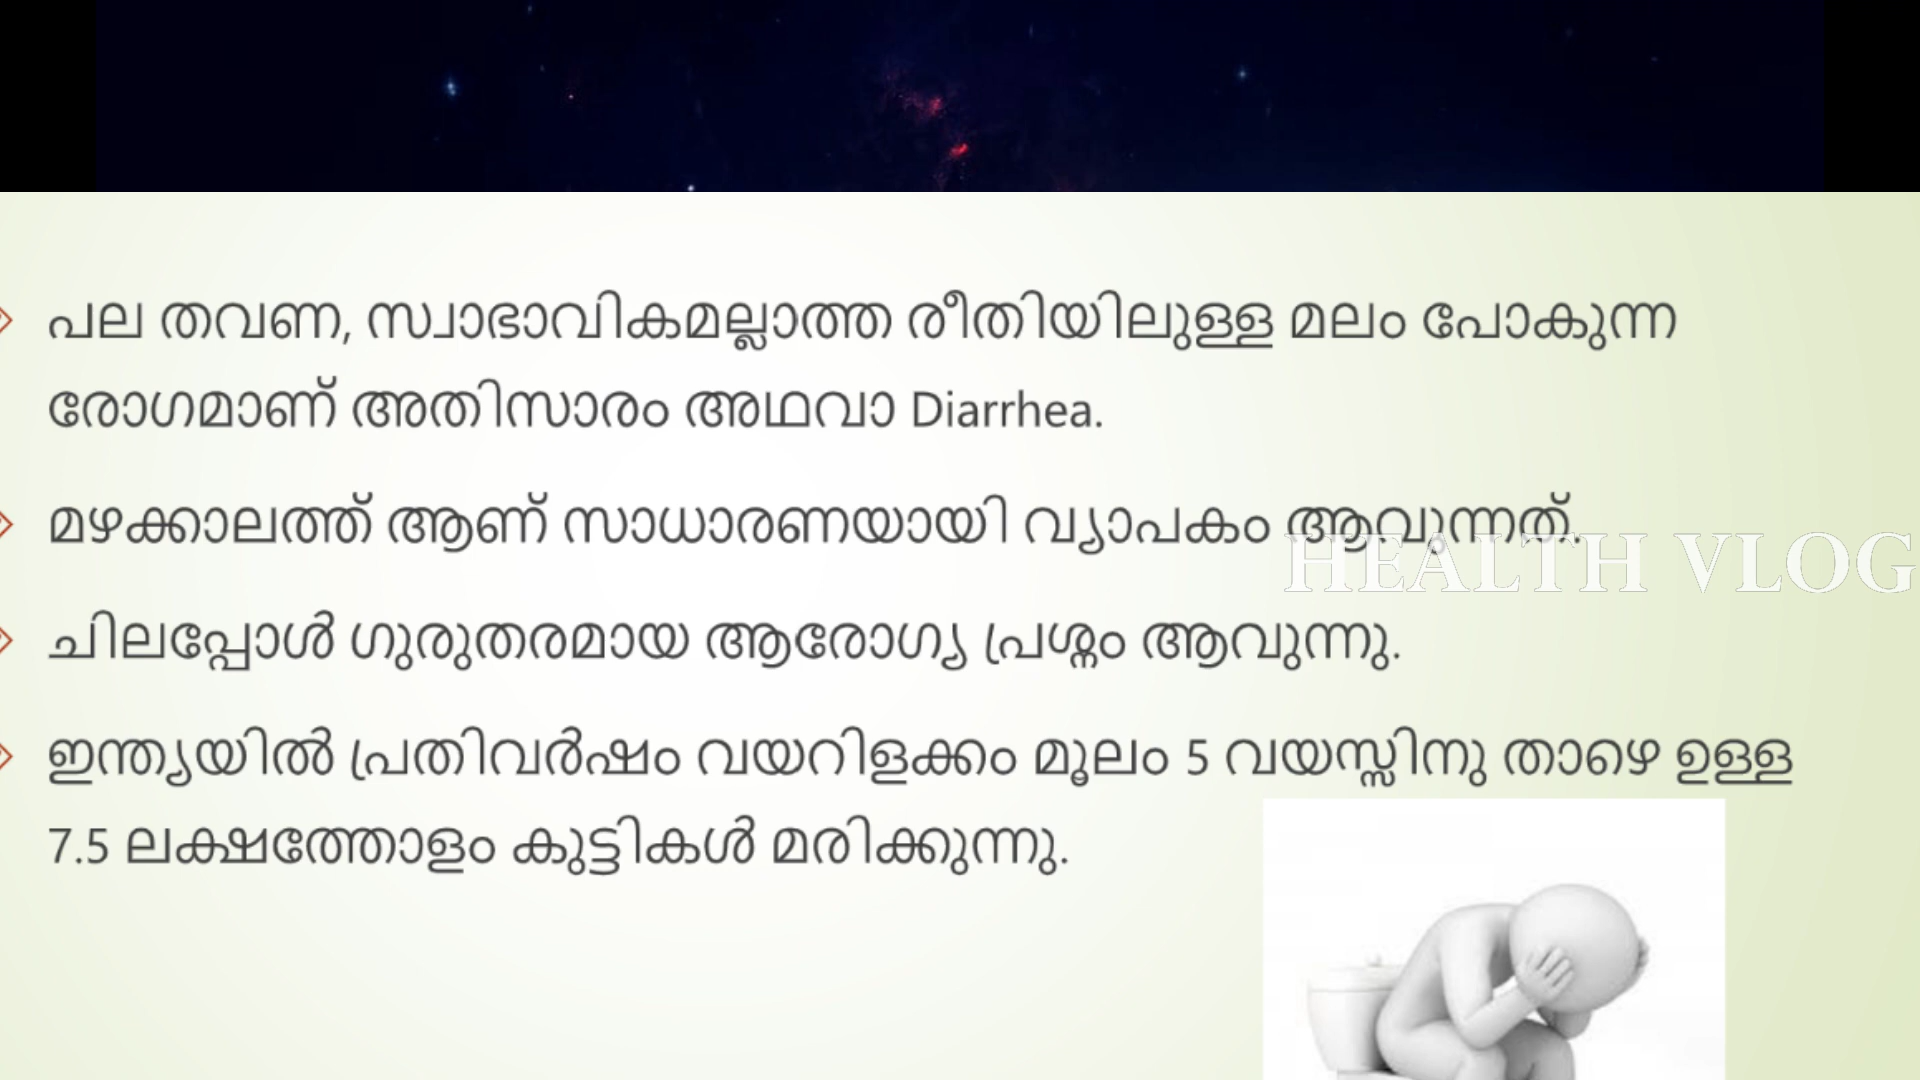 പല തവണ, സ്വാഭാവികമല്ലാത്ത രീതിയിലുള്ള മലം പോകുന്ന
രോഗമാണ് അതിസാരം അഥവാ Diarrhea.
മഴക്കാലത്ത് ആണ് സാധാരണയായി വ്യാപകം ആവുന്നത്.
HEALTH VLOG
ചിലപ്പോൾ ഗുരുതരമായ ആരോഗ്യ പ്രശ്നം ആവുന്നു.
ഇന്ത്യയിൽ പ്രതിവർഷം വയറിളക്കം മൂലം 5 വയസ്സിനു താഴെ ഉള്ള
7.5 ലക്ഷത്തോളം കുട്ടികൾ മരിക്കുന്നു.